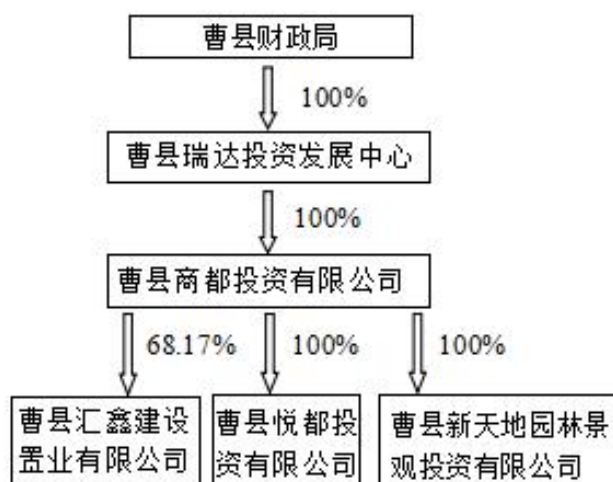 曹县财政局
100%
曹县瑞达投资发展中心
100%
曹县商都投资有限公司
68.17%
100%
100%
曹县汇鑫建设
置业有限公司
曹县悦都投
资有限公司
曹县新天地园林景
观投资有限公司